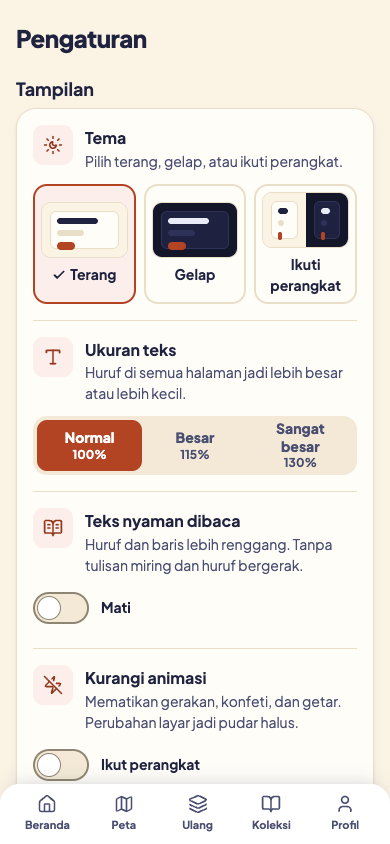 Pengaturan
Tampilan
Tema
Pilih terang, gelap, atau ikuti perangkat.
Terang
Gelap
Ikuti
perangkat
Ukuran teks
Huruf di semua halaman jadi lebih besar
atau lebih kecil.
Normal
100%
Besar
115%
Sangat
besar
130%
Teks nyaman dibaca
Huruf dan baris lebih renggang. Tanpa
tulisan miring dan huruf bergerak.
Mati
Kurangi animasi
Mematikan gerakan, konfeti, dan getar.
Perubahan layar jadi pudar halus.
Ikut perangkat
Beranda
Peta
Ulang
Koleksi
Profil